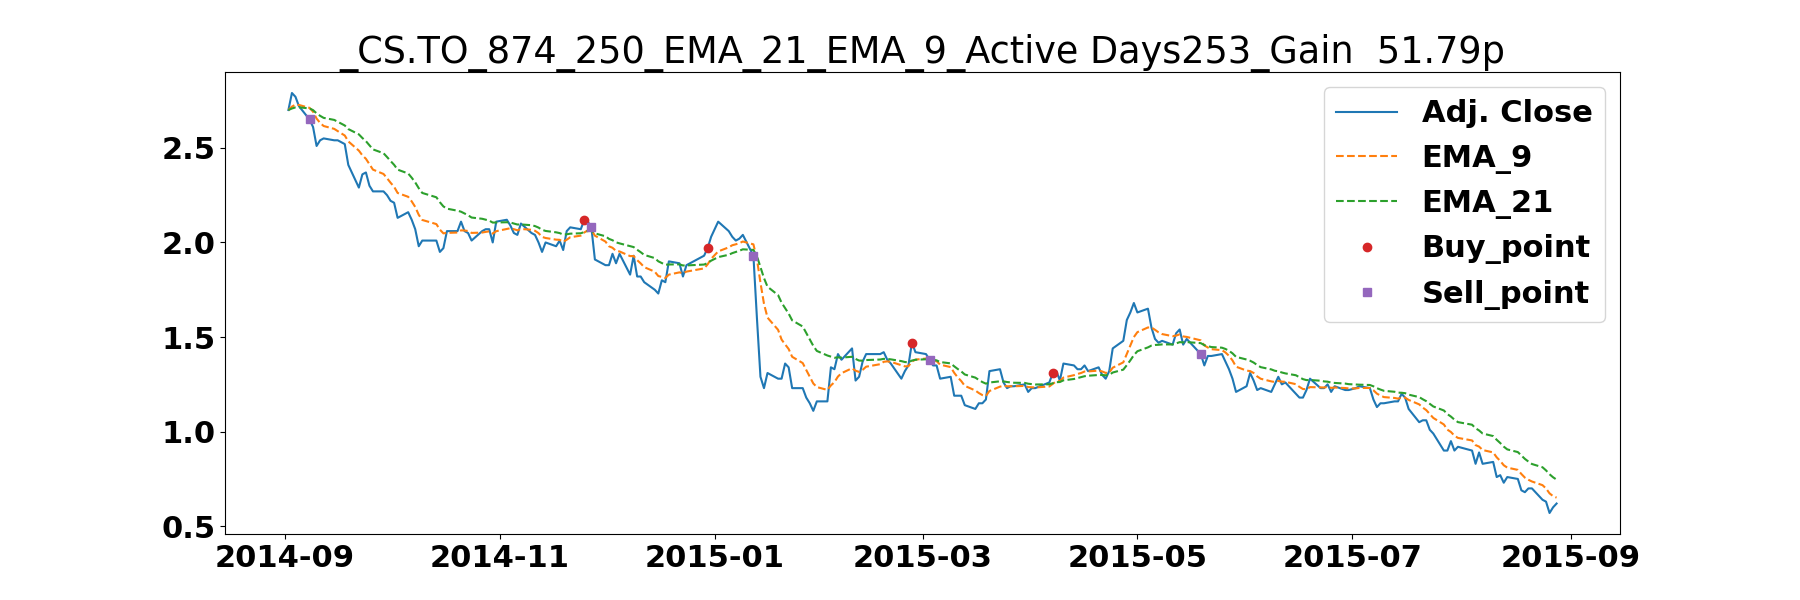 _CS.TO_874_250_EMA_21_EMA_9_Active Days253_Gain  51.79p
Adj. Close
EMA_9
EMA_21
Buy_point
Sell_point
2.5
2.0
1.5
1.0
0.5
2014-09 2014-11 2015-01 2015-03 2015-05 2015-07 2015-09